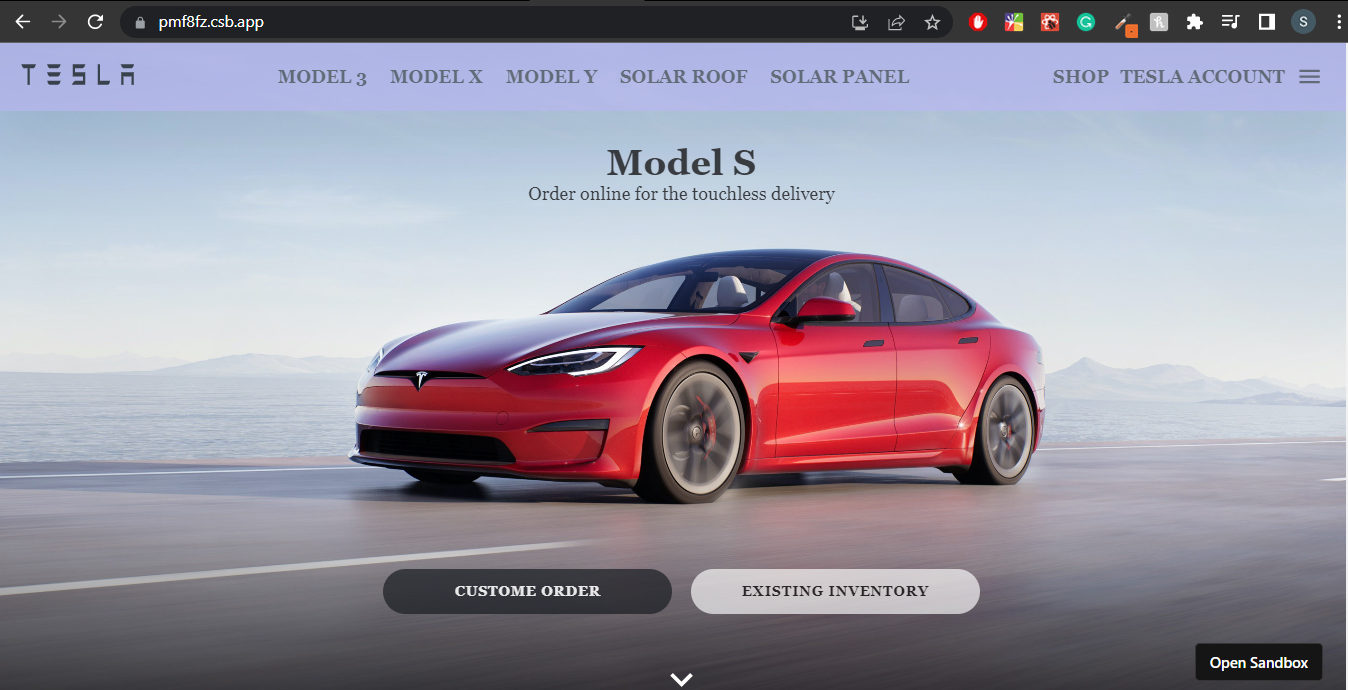 pmf8fz.csb.app
S
TESLA
MODEL 3 MODEL X MODEL Y SOLAR ROOF SOLAR PANEL
SHOP TESLA ACCOUNT
Model S
Order online for the touchless delivery
CUSTOME ORDER
EXISTING INVENTORY
Open Sandbox